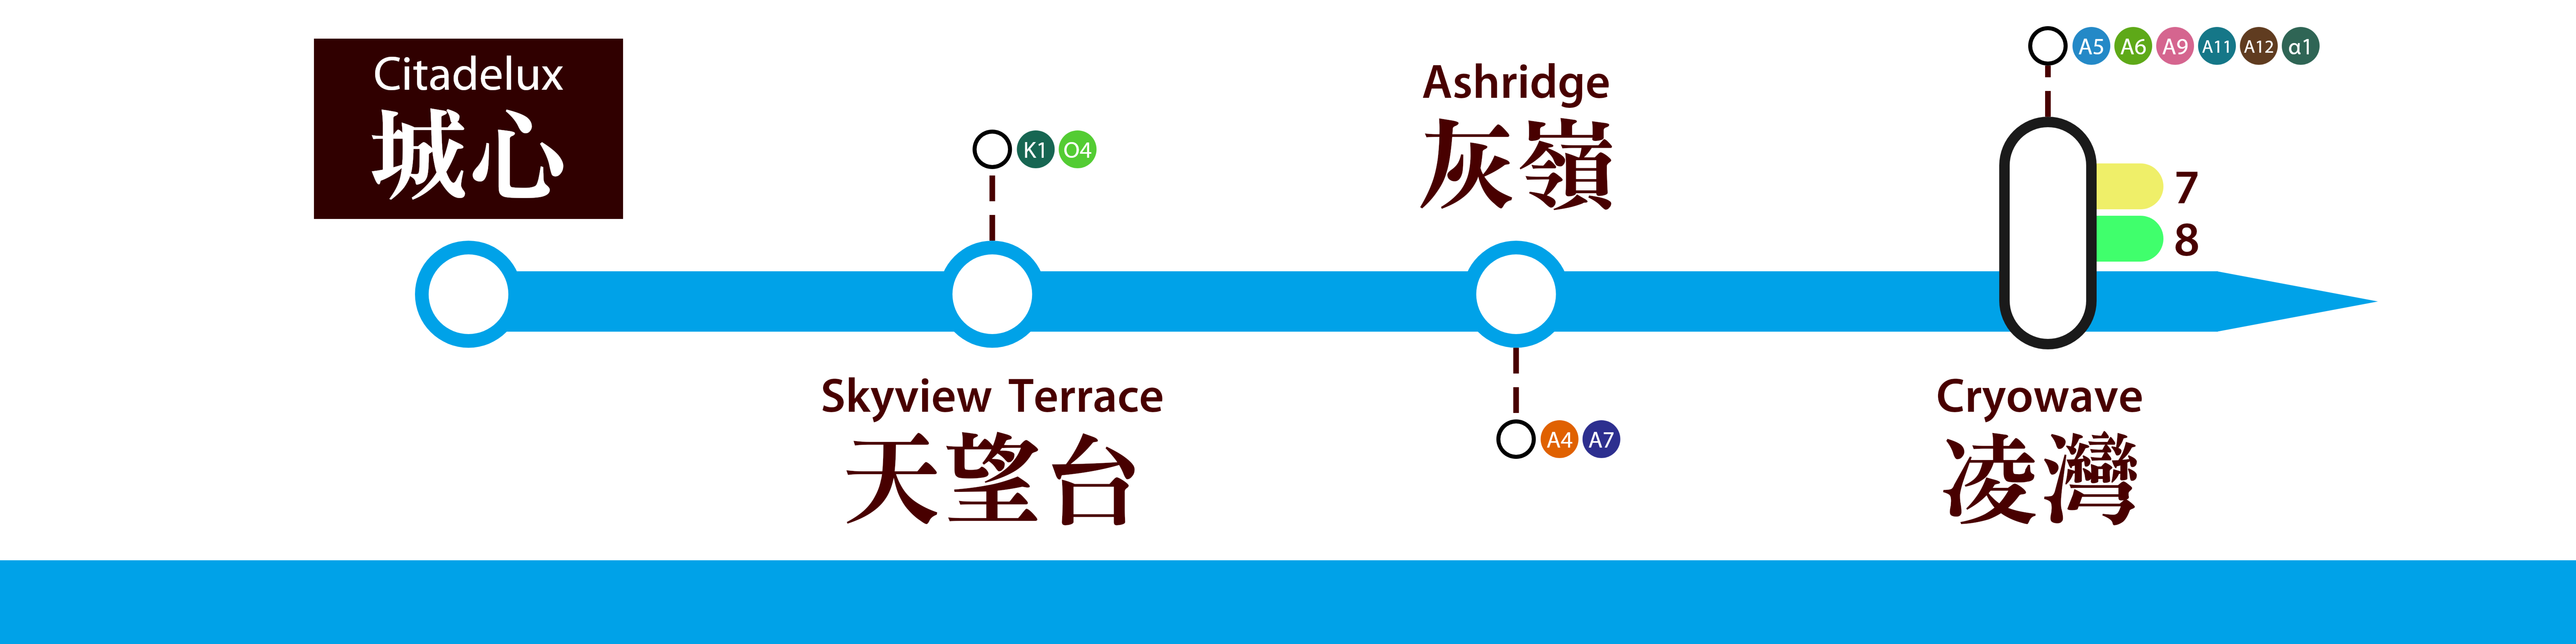 Citadelux
城心
K1 O4
Skyview Terrace
天望台
Ashridge
灰嶺
A4 A7
A5 A6 A9 A11 A12 α1
7
8
Cryowave
凌灣